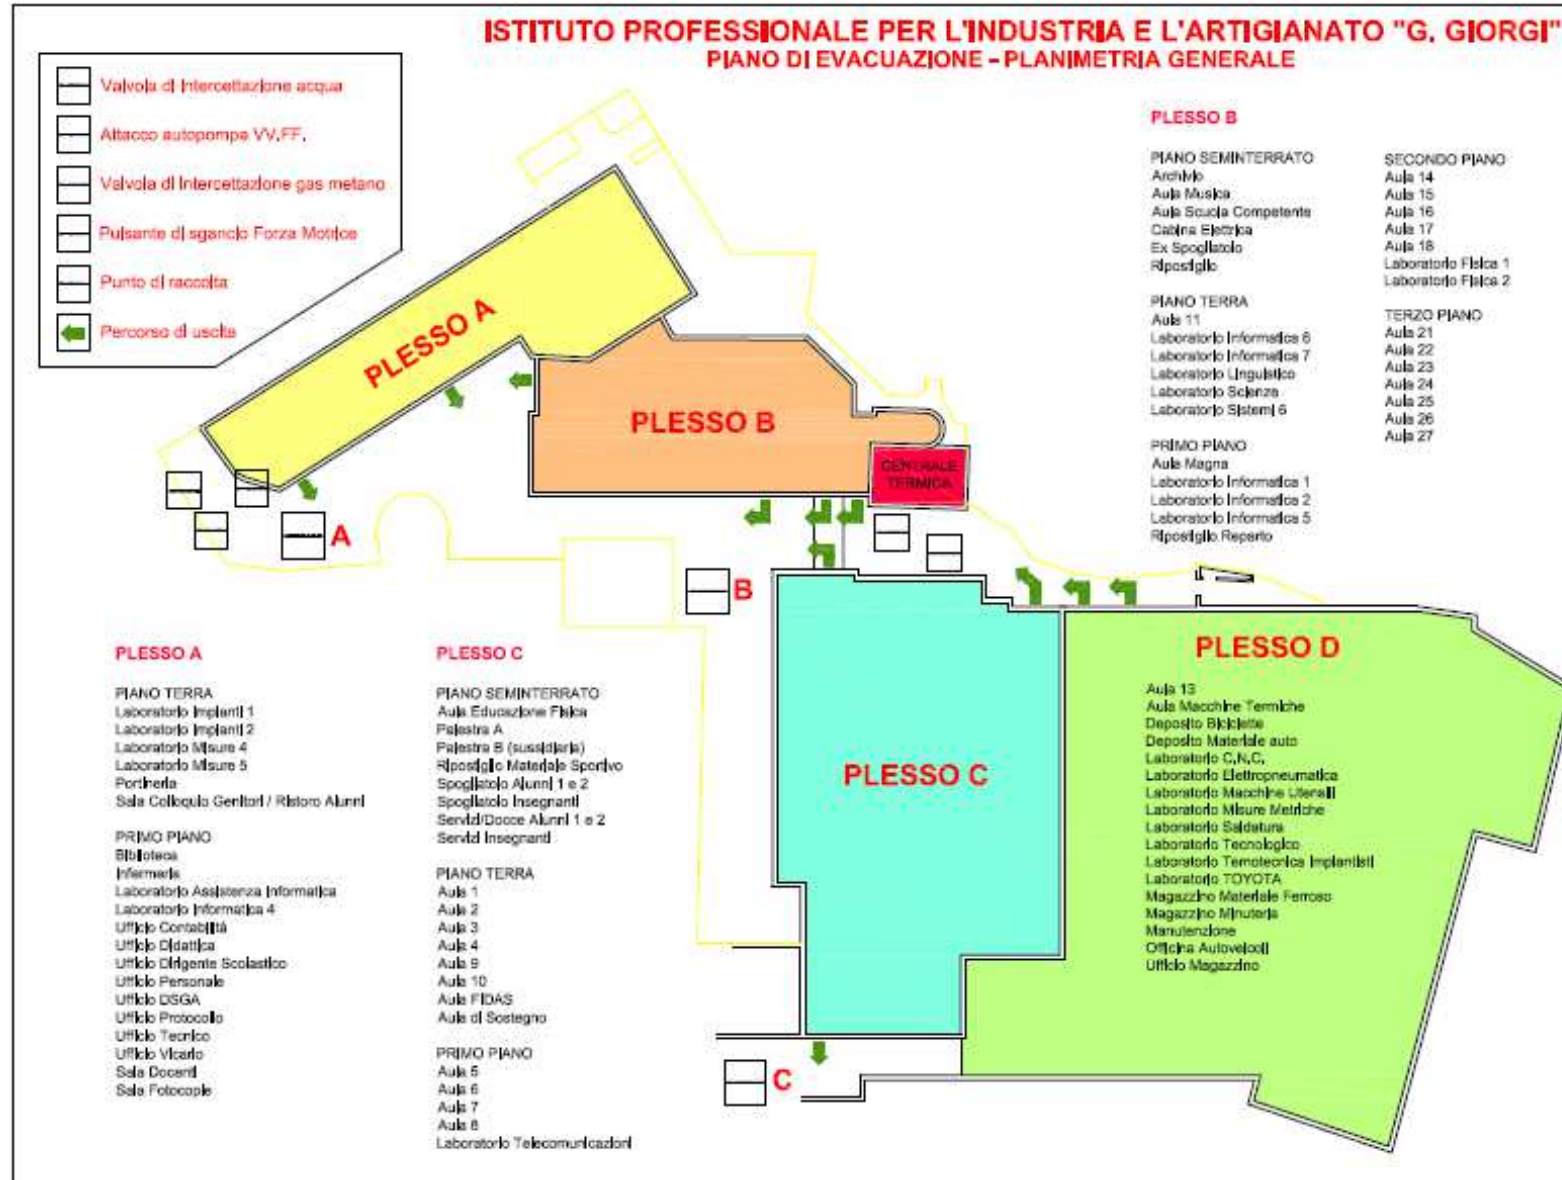 ISTITUTO PROFESSIONALE PER L'INDUSTRIA E L'ARTIGIANATO "G. GIORGI"
PIANO DI EVACUAZIONE - PLANIMETRIA GENERALE
Valvola di Intercettazione acqua
Attacco autopompa VV.FF.
Valvola di Intercettazione gas metano
Pulsante di sgancio Forza Motrice
Punto di raccolta
Percorso di uscita
PLESSO A
PLESSO B
CENTRALE
TERMICA
A
B
PLESSO C
PLESSO D
C
PLESSO B
PIANO SEMINTERRATO
Archivio
Aula Musica
Aula Scuola Competente
Cabina Elettrica
Ex Spogliatoio
Ripostiglio
PIANO TERRA
Aula 11
Laboratorio Informatica 6
Laboratorio Informatica 7
Laboratorio Linguistico
Laboratorio Scienze
Laboratorio Sistemi 6
PRIMO PIANO
Aula Magna
Laboratorio Informatica 1
Laboratorio Informatica 2
Laboratorio Informatica 5
Ripostiglio Reparto
SECONDO PIANO
Aula 14
Aula 15
Aula 16
Aula 17
Aula 18
Laboratorio Fisica 1
Laboratorio Fisica 2
TERZO PIANO
Aula 21
Aula 22
Aula 23
Aula 24
Aula 25
Aula 26
Aula 27
PLESSO A
PIANO TERRA
Laboratorio Impianti 1
Laboratorio Impianti 2
Laboratorio Misure 4
Laboratorio Misure 5
Portineria
Sala Colloquio Genitori / Ristoro Alunni
PRIMO PIANO
Biblioteca
Infermeria
Laboratorio Assistenza Informatica
Laboratorio Informatica 4
Ufficio Contabilità
Ufficio Didattica
Ufficio Dirigente Scolastico
Ufficio Personale
Ufficio DSGA
Ufficio Protocollo
Ufficio Tecnico
Ufficio Vicario
Sala Docenti
Sala Fotocopie
PLESSO C
PIANO SEMINTERRATO
Aula Educazione Fisica
Palestra A
Palestra B (sussidiaria)
Ripostiglio Materiale Sportivo
Spogliatoio Alunni 1 e 2
Spogliatoio Insegnanti
Servizi/Docce Alunni 1 e 2
Servizi Insegnanti
PIANO TERRA
Aula 1
Aula 2
Aula 3
Aula 4
Aula 9
Aula 10
Aula FIDAS
Aula di Sostegno
PRIMO PIANO
Aula 5
Aula 6
Aula 7
Aula 8
Laboratorio Telecomunicazioni
Aula 13
Aula Macchine Termiche
Deposito Biciclette
Deposito Materiale auto
Laboratorio C.N.C.
Laboratorio Elettropneumatica
Laboratorio Macchine Utensili
Laboratorio Misure Metriche
Laboratorio Saldatura
Laboratorio Tecnologico
Laboratorio Temotecnica Implantisti
Laboratorio TOYOTA
Magazzino Materiale Ferroso
Magazzino Minuteria
Manutenzione
Officina Autoveicoli
Ufficio Magazzino